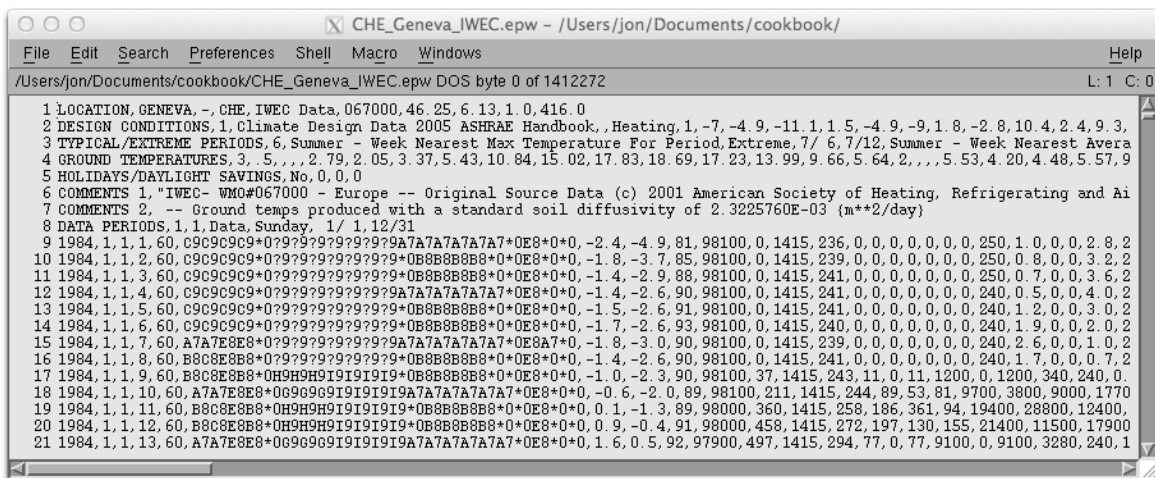 CHE_Geneva_IWEC.epw – /Users/jon/Documents/cookbook/
File Edit Search Preferences Shell Macro Windows Help
/Users/jon/Documents/cookbook/CHE_Geneva_IWEC.epw DOS byte 0 of 1412272 L: 1 C: 0
1 LOCATION,GENEVA,-,CHE,IWEC Data,067000,46.25,6.13,1.0,416.0
2 DESIGN CONDITIONS,1,Climate Design Data 2005 ASHRAE Handbook,,Heating,1,-7,-4.9,-11.1,1.5,-4.9,-9,1.8,-2.8,10.4,2.4,9.3,
3 TYPICAL/EXTREME PERIODS,6,Summer - Week Nearest Max Temperature For Period,Extreme,7/ 6,7/12,Summer - Week Nearest Avera
4 GROUND TEMPERATURES,3,.5,,,,2.79,2.05,3.37,5.43,10.84,15.02,17.83,18.69,17.23,13.99,9.66,5.64,2,,,,5.53,4.20,4.48,5.57,9
5 HOLIDAYS/DAYLIGHT SAVINGS,No,0,0,0
6 COMMENTS 1,"IWEC- WMO#067000 - Europe -- Original Source Data (c) 2001 American Society of Heating, Refrigerating and Ai
7 COMMENTS 2, -- Ground temps produced with a standard soil diffusivity of 2.3225760E-03 {m**2/day}
8 DATA PERIODS,1,1,Data,Sunday, 1/ 1,12/31
9 1984,1,1,1,60,C9C9C9C9*0?9?9?9?9?9?9?9A7A7A7A7A7A7*0E8*0*0,-2.4,-4.9,81,98100,0,1415,236,0,0,0,0,0,0,0,250,1.0,0,0,2.8,2
10 1984,1,1,2,60,C9C9C9C9*0?9?9?9?9?9?9?9*0B8B8B8B8*0*0E8*0*0,-1.8,-3.7,85,98100,0,1415,239,0,0,0,0,0,0,0,250,0.8,0,0,3.2,2
11 1984,1,1,3,60,C9C9C9C9*0?9?9?9?9?9?9?9*0B8B8B8B8*0*0E8*0*0,-1.4,-2.9,88,98100,0,1415,241,0,0,0,0,0,0,0,250,0.7,0,0,3.6,2
12 1984,1,1,4,60,C9C9C9C9*0?9?9?9?9?9?9?9A7A7A7A7A7A7*0E8*0*0,-1.4,-2.6,90,98100,0,1415,241,0,0,0,0,0,0,0,240,0.5,0,0,4.0,2
13 1984,1,1,5,60,C9C9C9C9*0?9?9?9?9?9?9?9*0B8B8B8B8*0*0E8*0*0,-1.5,-2.6,91,98100,0,1415,241,0,0,0,0,0,0,0,240,1.2,0,0,3.0,2
14 1984,1,1,6,60,C9C9C9C9*0?9?9?9?9?9?9?9*0B8B8B8B8*0*0E8*0*0,-1.7,-2.6,93,98100,0,1415,240,0,0,0,0,0,0,0,240,1.9,0,0,2.0,2
15 1984,1,1,7,60,A7A7E8E8*0?9?9?9?9?9?9?9A7A7A7A7A7A7*0E8A7*0*0,-1.8,-3.0,90,98100,0,1415,239,0,0,0,0,0,0,0,240,2.6,0,0,1.0,2
16 1984,1,1,8,60,B8C8E8B8*0?9?9?9?9?9?9?9*0B8B8B8B8*0*0E8*0*0,-1.4,-2.6,90,98100,0,1415,241,0,0,0,0,0,0,0,240,1.7,0,0,0.7,2
17 1984,1,1,9,60,B8C8E8B8*0H9H9H9I9I9I9I9*0B8B8B8B8*0*0E8*0*0,-1.0,-2.3,90,98100,37,1415,243,11,0,11,1200,0,1200,340,240,0.
18 1984,1,1,10,60,A7A7E8E8*0G9G9G9I9I9I9I9A7A7A7A7A7A7*0E8*0*0,-0.6,-2.0,89,98100,211,1415,244,89,53,81,9700,3800,9000,1770
19 1984,1,1,11,60,B8C8E8B8*0H9H9H9I9I9I9I9*0B8B8B8B8*0*0E8*0*0,0.1,-1.3,89,98000,360,1415,258,186,361,94,19400,28800,12400,
20 1984,1,1,12,60,B8C8E8B8*0H9H9H9I9I9I9I9*0B8B8B8B8*0*0E8*0*0,0.9,-0.4,91,98000,458,1415,272,197,130,155,21400,11500,17900
21 1984,1,1,13,60,A7A7E8E8*0G9G9G9I9I9I9I9A7A7A7A7A7A7*0E8*0*0,1.6,0.5,92,97900,497,1415,294,77,0,77,9100,0,9100,3280,240,1